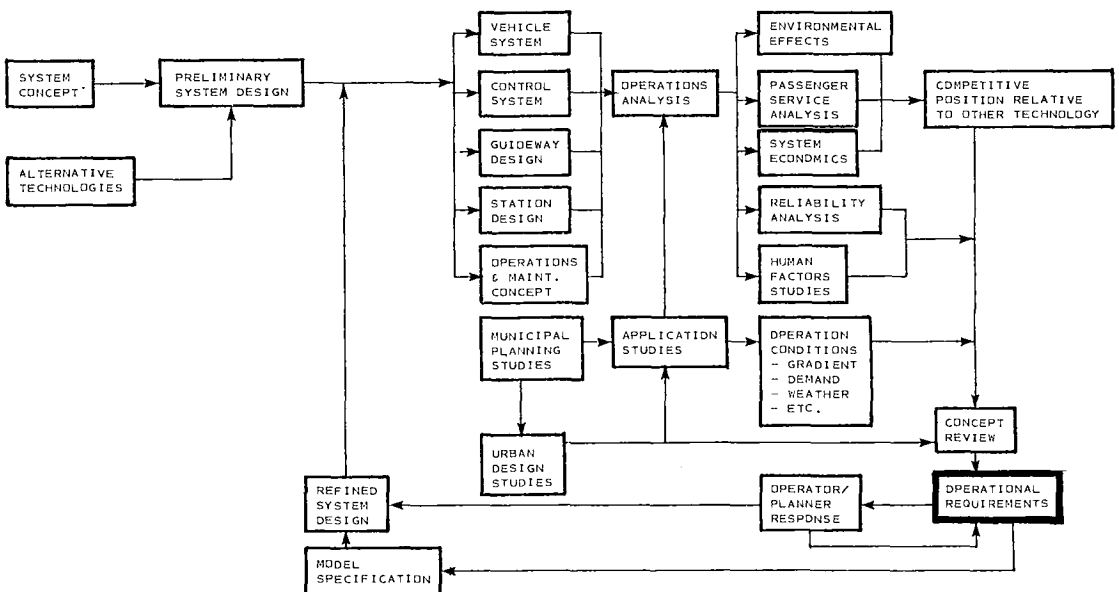 SYSTEM
CONCEPT
PRELIMINARY
SYSTEM DESIGN
ALTERNATIVE
TECHNOLOGIES
VEHICLE
SYSTEM
CONTROL
SYSTEM
GUIDEWAY
DESIGN
STATION
DESIGN
OPERATIONS
& MAINT.
CONCEPT
OPERATIONS
ANALYSIS
ENVIRONMENTAL
EFFECTS
PASSENGER
SERVICE
ANALYSIS
SYSTEM
ECONOMICS
RELIABILITY
ANALYSIS
HUMAN
FACTORS
STUDIES
COMPETITIVE
POSITION RELATIVE
TO OTHER TECHNOLOGY
MUNICIPAL
PLANNING
STUDIES
APPLICATION
STUDIES
OPERATION
CONDITIONS
- GRADIENT
- DEMAND
- WEATHER
- ETC.
URBAN
DESIGN
STUDIES
CONCEPT
REVIEW
REFINED
SYSTEM
DESIGN
OPERATOR/
PLANNER
RESPONSE
OPERATIONAL
REQUIREMENTS
MODEL
SPECIFICATION